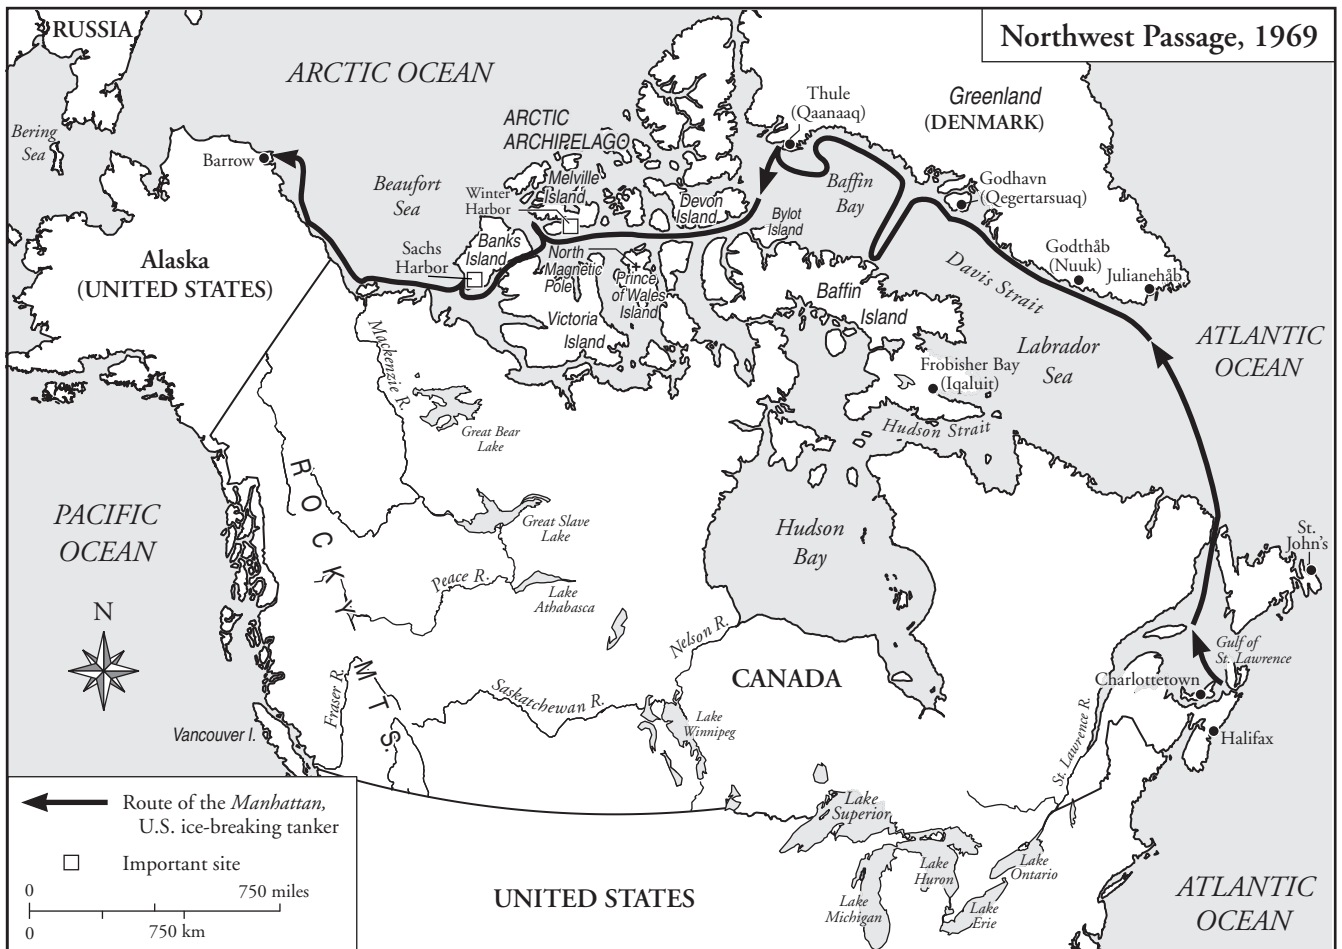 Northwest Passage, 1969
RUSSIA
ARCTIC OCEAN
Bering
Sea
Barrow
Beaufort
Sea
ARCTIC
ARCHIPELAGO
Melville
Island
Winter
Harbor
Devon
Island
Thule
(Qaanaaq)
Greenland
(DENMARK)
Baffin
Bay
Bylot
Island
Godhavn
(Qegertarsuaq)
Godthåb
(Nuuk)
Julianehåb
Davis Strait
Alaska
(UNITED STATES)
Sachs
Harbor
Banks
Island
North
Magnetic
Pole
Prince
of Wales
Island
Victoria
Island
Baffin
Island
Labrador
Sea
ATLANTIC
OCEAN
Frobisher Bay
(Iqaluit)
Hudson Strait
Mackenzie R.
Great Bear
Lake
ROCKY MTS.
PACIFIC
OCEAN
Great Slave
Lake
Hudson
Bay
St.
John's
Peace R.
Lake
Athabasca
N
Nelson R.
CANADA
Gulf of
St. Lawrence
Charlottetown
Fraser R.
Saskatchewan R.
Lake
Winnipeg
Vancouver I.
St. Lawrence R.
Halifax
Route of the Manhattan,
U.S. ice-breaking tanker
Important site
0 750 miles
0 750 km
Lake
Superior
Lake
Huron
Lake
Ontario
Lake
Michigan
Lake
Erie
UNITED STATES
ATLANTIC
OCEAN